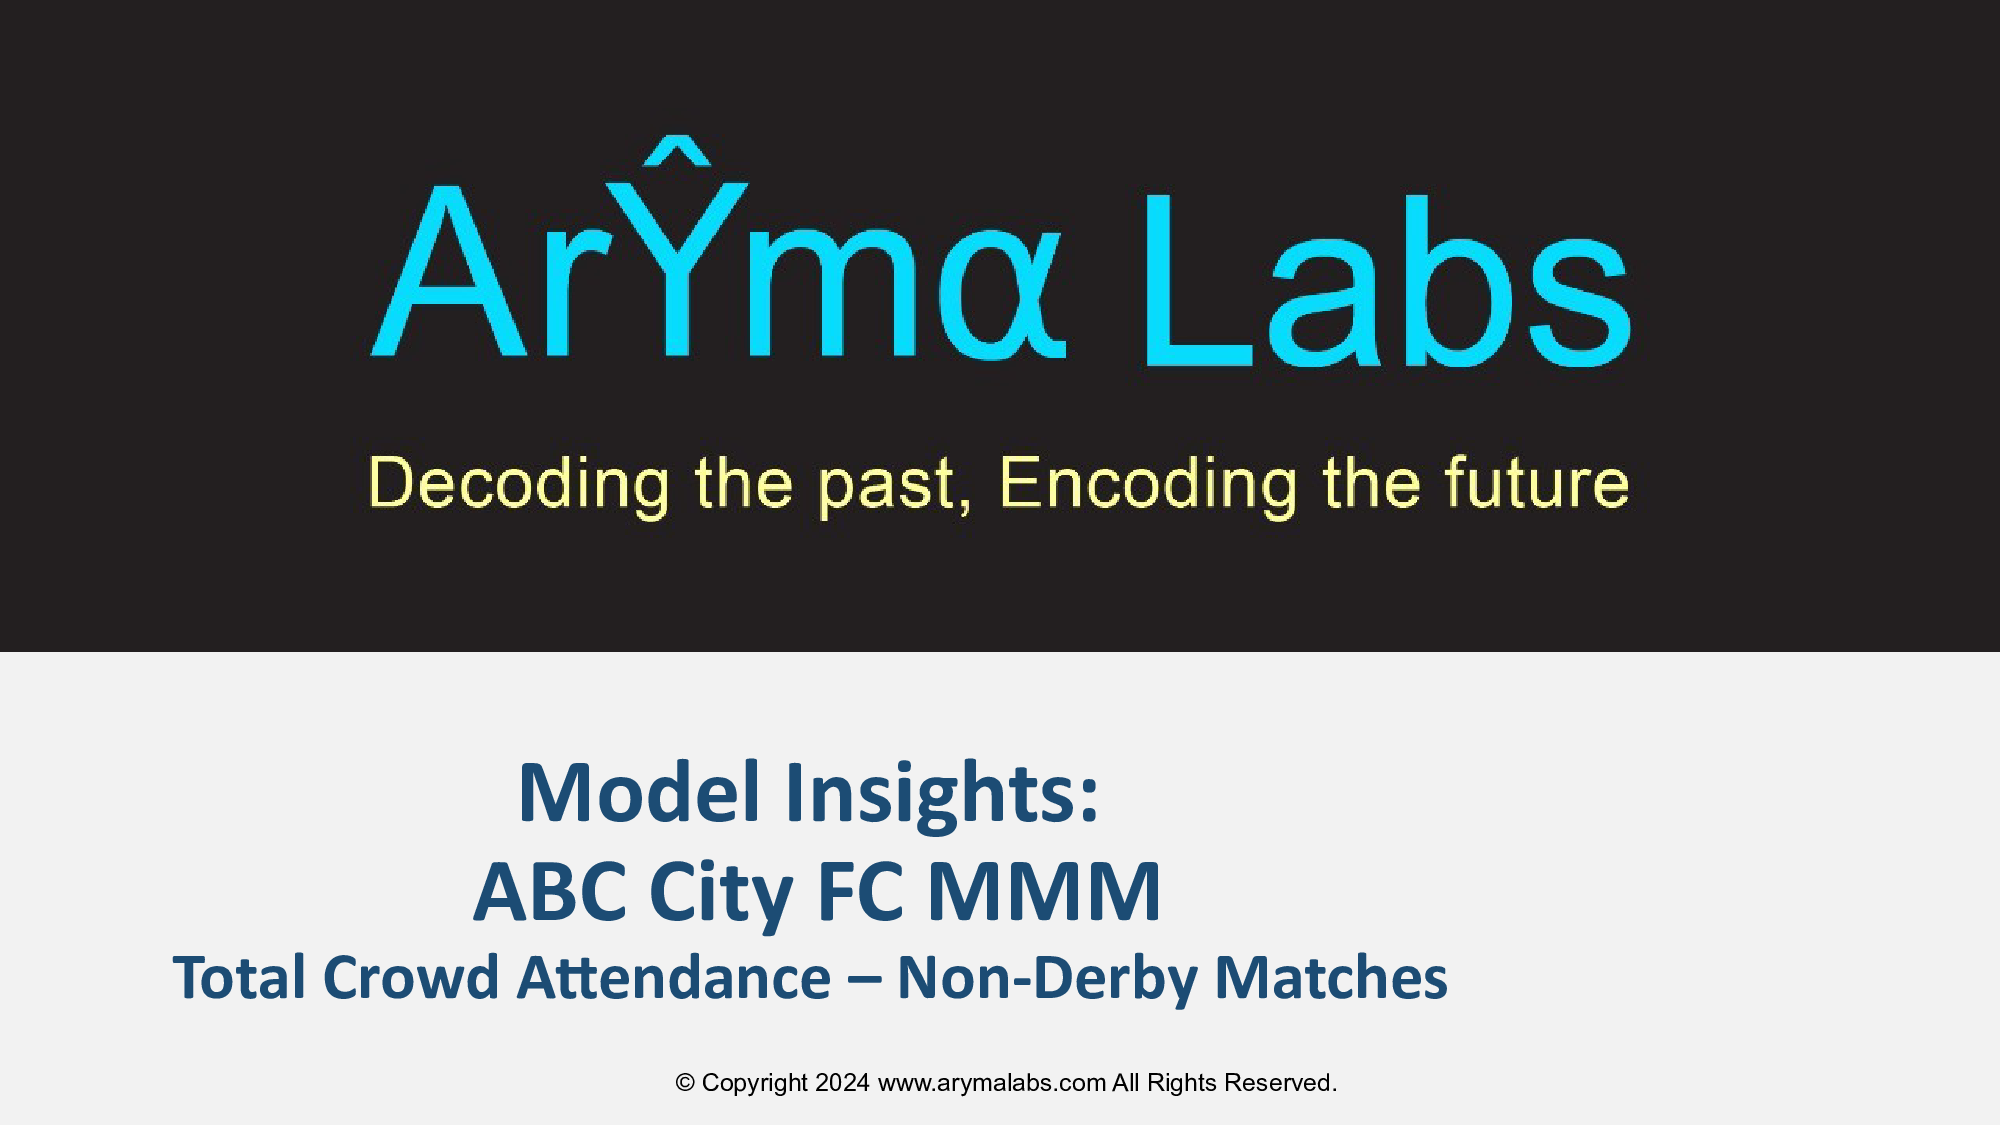 ArŶmα Labs
Decoding the past, Encoding the future
Model Insights:
ABC City FC MMM
Total Crowd Attendance – Non-Derby Matches
© Copyright 2024 www.arymalabs.com All Rights Reserved.